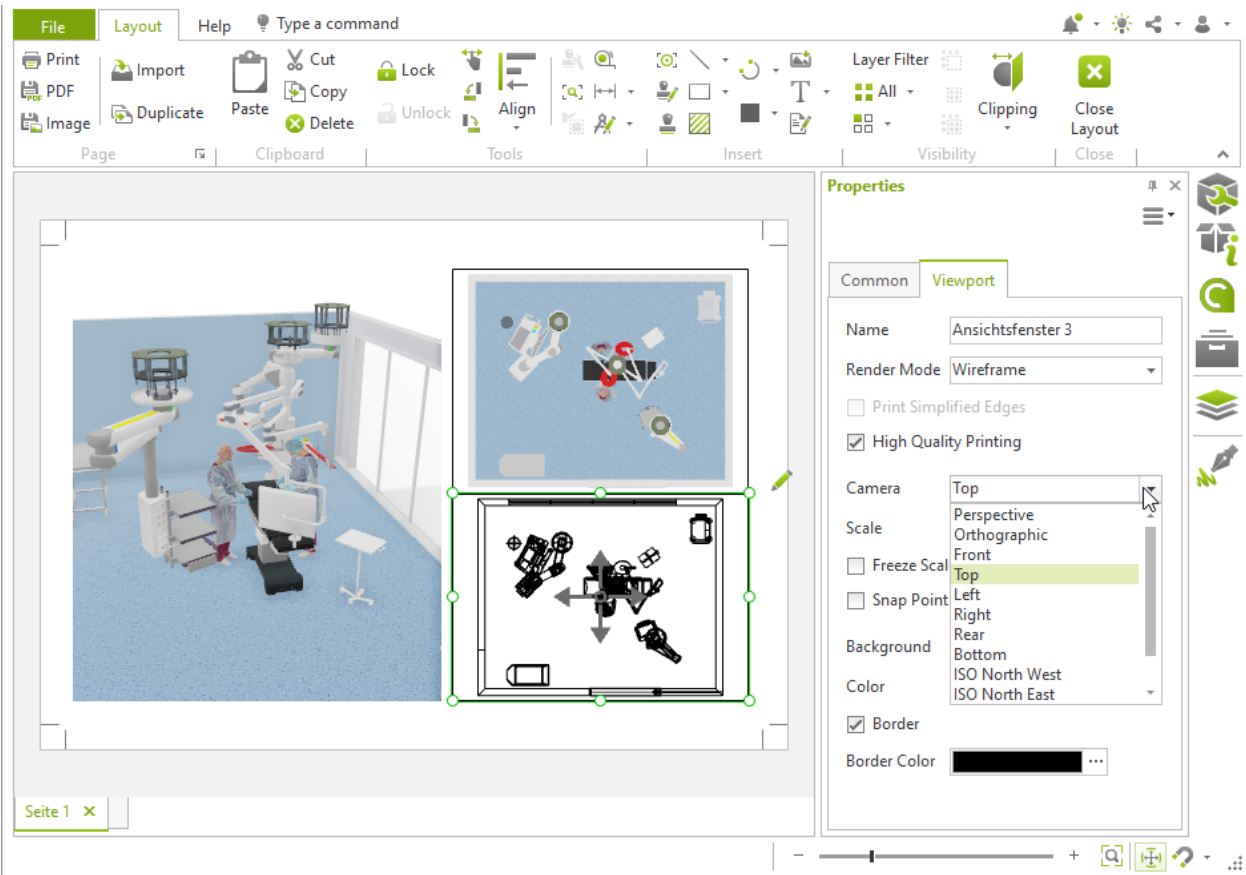 File Layout Help Type a command
Print Import Paste Cut Lock Align Layer Filter Clipping Close Layout
PDF Copy All
Image Duplicate Delete Unlock
Page Clipboard Tools Insert Visibility Close
Properties
Common Viewport
Name Ansichtsfenster 3
Render Mode Wireframe
Print Simplified Edges
High Quality Printing
Camera Top
Perspective
Scale
Orthographic
Front
Freeze Scal
Top
Left
Snap Point
Right
Rear
Background
Bottom
ISO North West
Color
ISO North East
Border
Border Color ...
Seite 1